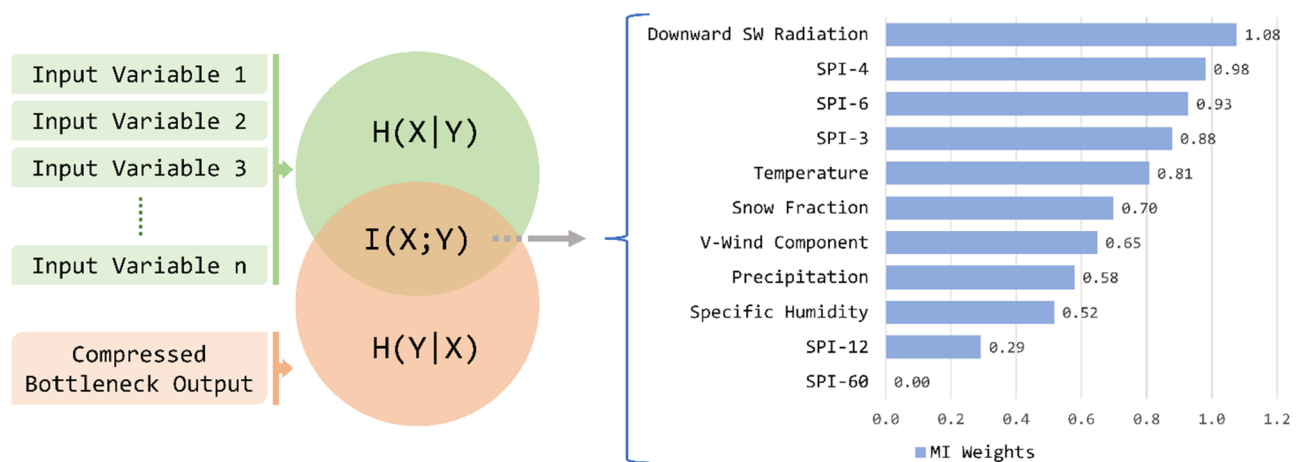 Input Variable 1
Input Variable 2
Input Variable 3
Input Variable n
Compressed
Bottleneck Output
H(X|Y)
I(X;Y)
H(Y|X)
Downward SW Radiation 1.08
SPI-4 0.98
SPI-6 0.93
SPI-3 0.88
Temperature 0.81
Snow Fraction 0.70
V-Wind Component 0.65
Precipitation 0.58
Specific Humidity 0.52
SPI-12 0.29
SPI-60 0.00
0.0 0.2 0.4 0.6 0.8 1.0 1.2
MI Weights